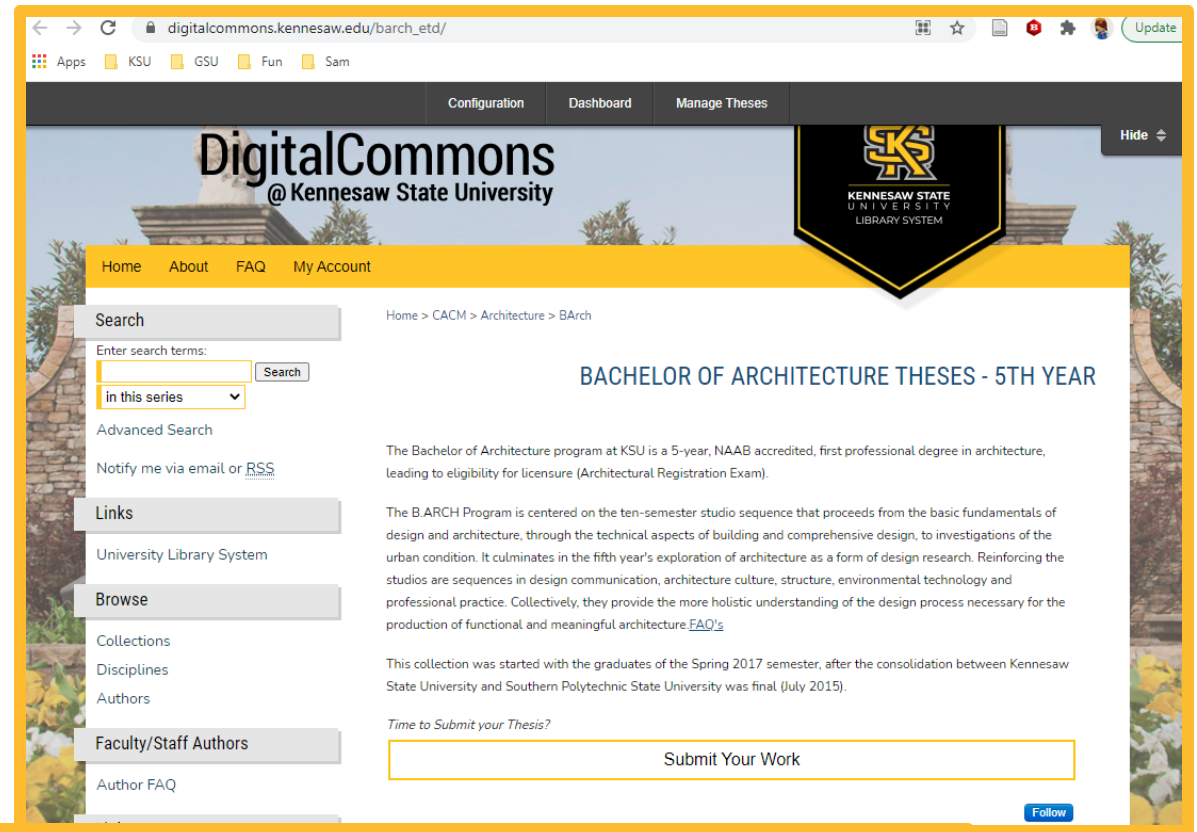 digitalcommons.kennesaw.edu/barch_etd/
Update
Apps KSU GSU Fun Sam
Configuration Dashboard Manage Theses
Hide
DigitalCommons
@ Kennesaw State University
KS
KENNESAW STATE
UNIVERSITY
LIBRARY SYSTEM
Home About FAQ My Account
Search
Enter search terms:
Search
in this series
Advanced Search
Notify me via email or RSS
Links
University Library System
Browse
Collections
Disciplines
Authors
Faculty/Staff Authors
Author FAQ
Home > CACM > Architecture > BArch
BACHELOR OF ARCHITECTURE THESES - 5TH YEAR
The Bachelor of Architecture program at KSU is a 5-year, NAAB accredited, first professional degree in architecture,
leading to eligibility for licensure (Architectural Registration Exam).
The B.ARCH Program is centered on the ten-semester studio sequence that proceeds from the basic fundamentals of
design and architecture, through the technical aspects of building and comprehensive design, to investigations of the
urban condition. It culminates in the fifth year's exploration of architecture as a form of design research. Reinforcing the
studios are sequences in design communication, architecture culture, structure, environmental technology and
professional practice. Collectively, they provide the more holistic understanding of the design process necessary for the
production of functional and meaningful architecture.FAQ's
This collection was started with the graduates of the Spring 2017 semester, after the consolidation between Kennesaw
State University and Southern Polytechnic State University was final (July 2015).
Time to Submit your Thesis?
Submit Your Work
Follow